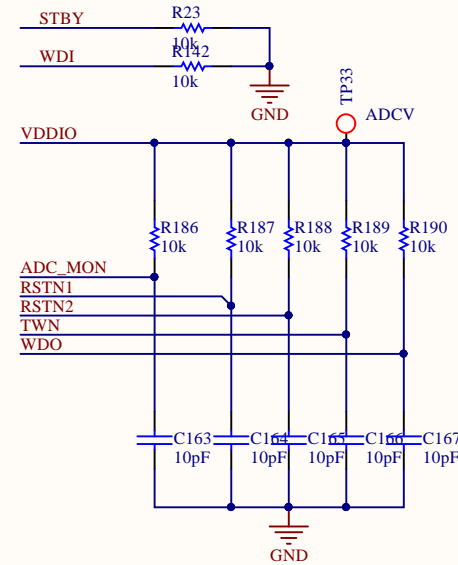 STBY
R23
10k
WDI
R142
10k
GND
TP33
ADCV
VDDIO
R186
10k
R187
10k
R188
10k
R189
10k
R190
10k
ADC_MON
RSTN1
RSTN2
TWN
WDO
C163
10pF
C164
10pF
C165
10pF
C166
10pF
C167
10pF
GND